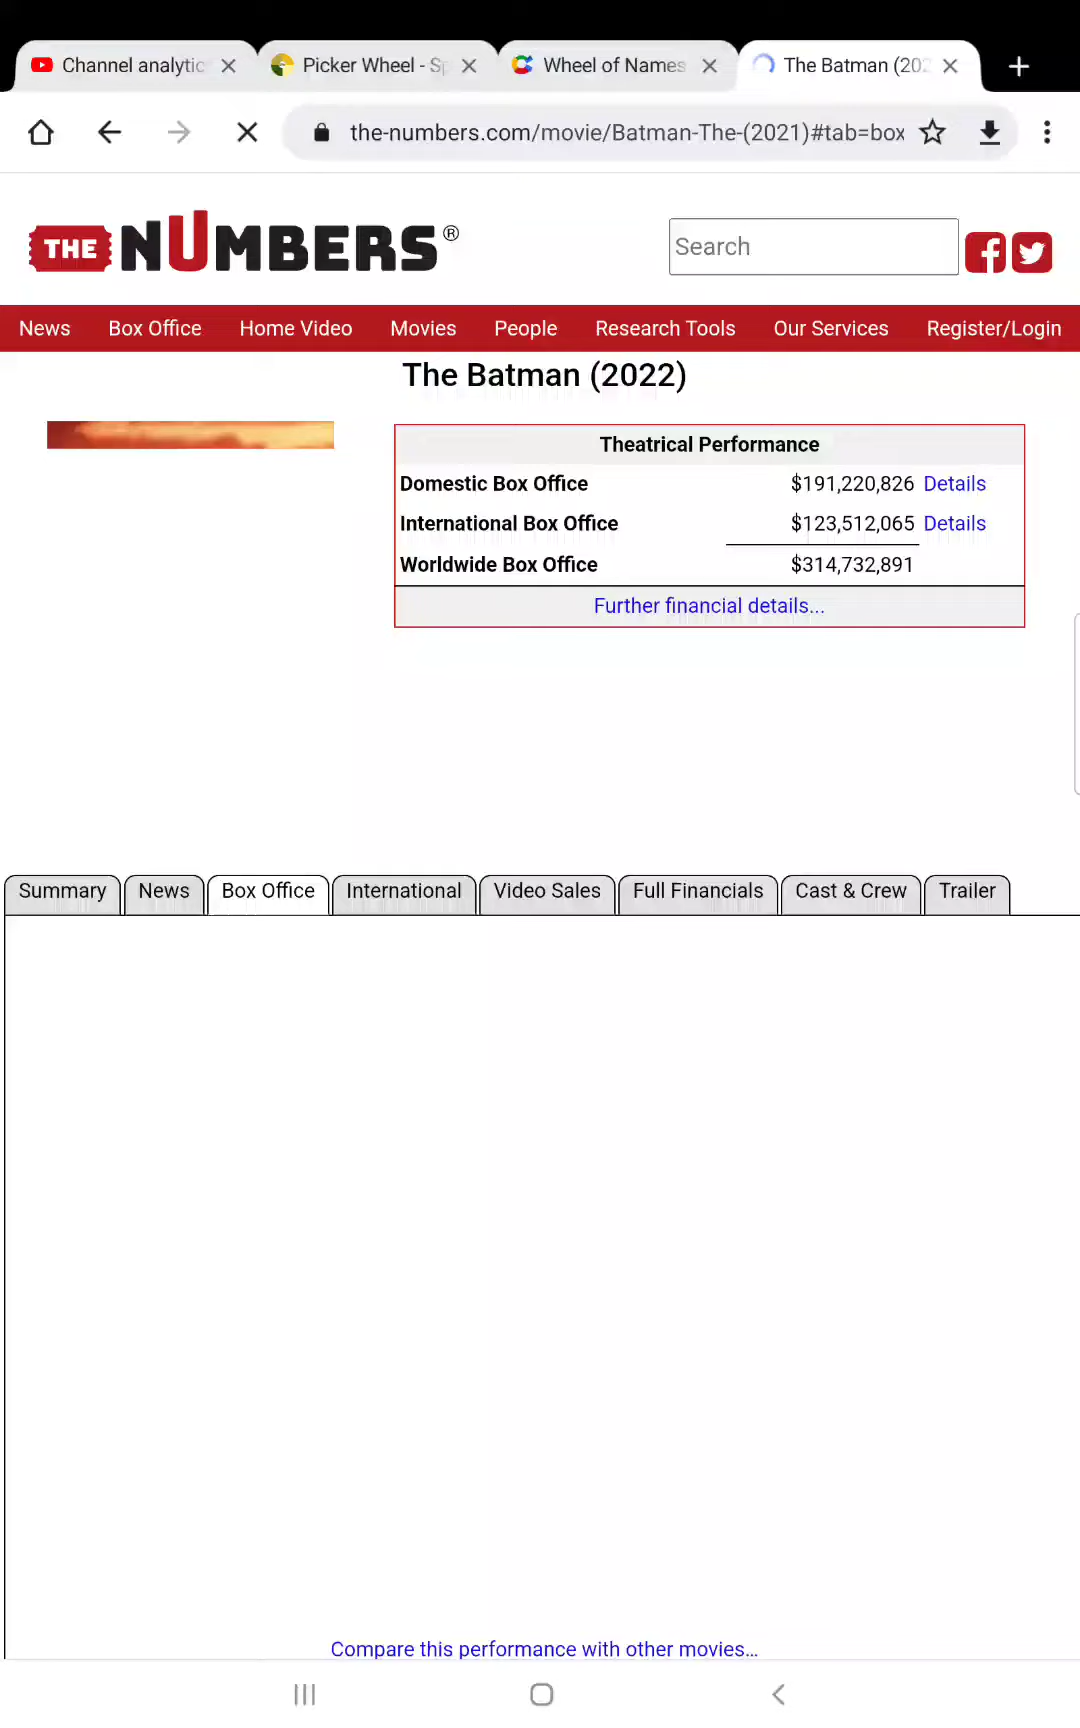 Channel analytic
Picker Wheel - Sp
Wheel of Names
The Batman (202
the-numbers.com/movie/Batman-The-(2021)#tab=box
THE NUMBERS®
Search
News Box Office Home Video Movies People Research Tools Our Services Register/Login
The Batman (2022)
Theatrical Performance
Domestic Box Office $191,220,826 Details
International Box Office $123,512,065 Details
Worldwide Box Office $314,732,891
Further financial details...
Summary News Box Office International Video Sales Full Financials Cast & Crew Trailer
Compare this performance with other movies…